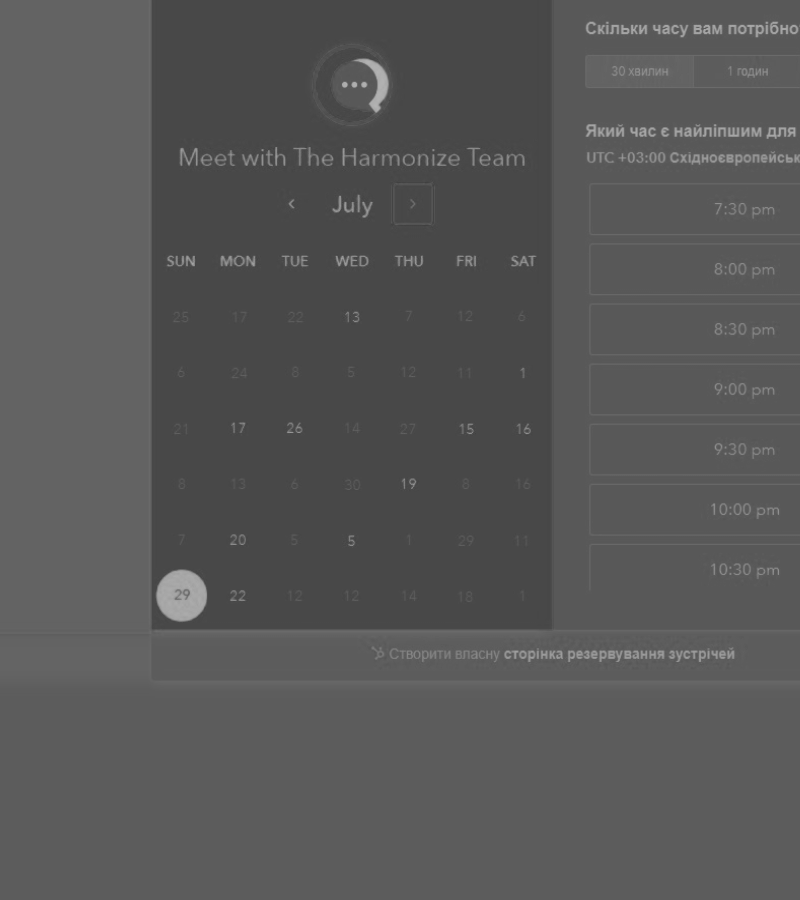 Meet with The Harmonize Team
July
SUN MON TUE WED THU FRI SAT
25 17 22 13 7 12 6
6 24 8 5 12 11 1
21 17 26 14 27 15 16
8 13 6 30 19 8 16
7 20 5 5 1 29 11
29 22 12 12 14 18 1
Скільки часу вам потрібно
30 хвилин 1 годин
Який час є найліпшим для
UTC +03:00 Східноєвропейськ
7:30 pm
8:00 pm
8:30 pm
9:00 pm
9:30 pm
10:00 pm
10:30 pm
Створити власну сторінка резервування зустрічей